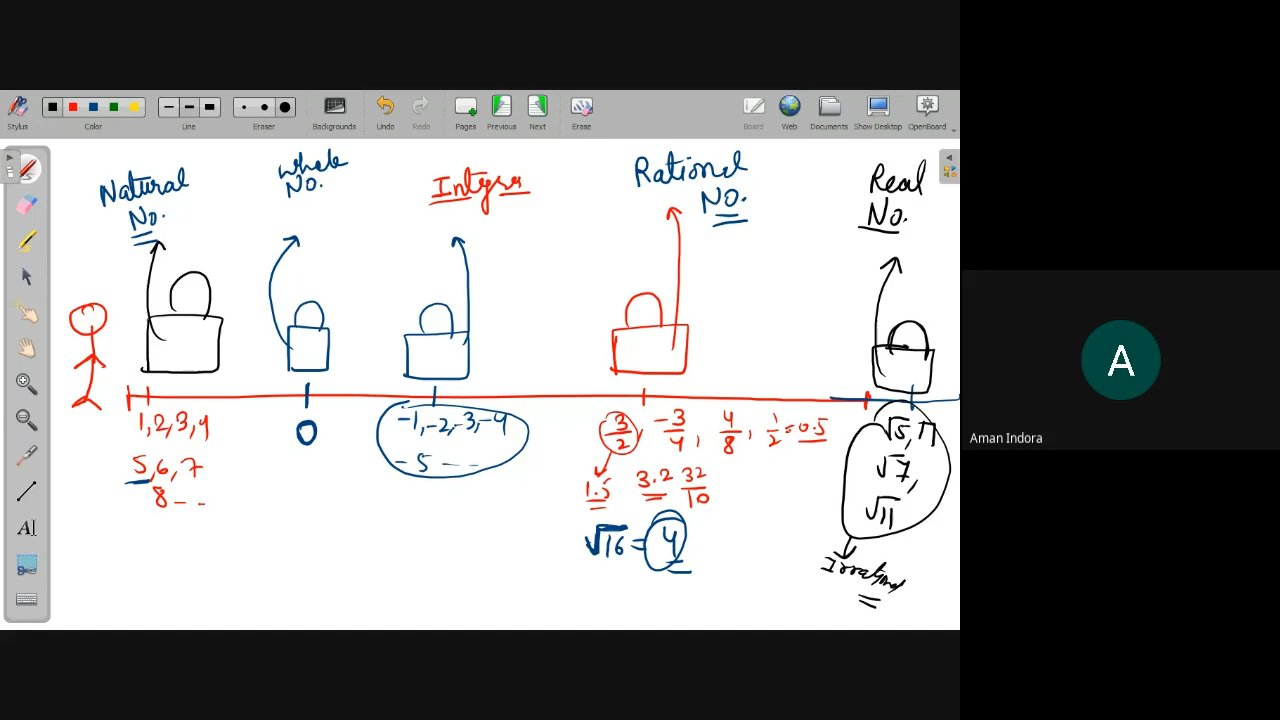 Stylus Color Line Eraser Backgrounds Undo Redo Pages Previous Next Erase Board Web Documents Show Desktop OpenBoard
Natural
No.
Whole
No.
Integer
Rational
No.
Real
No.
1, 2, 3, 4
5, 6, 7
8 - -
0
-1, -2, -3, -4
-5 - - -
3/2, -3/4, 4/8, 1/2 = 0.5
1.5 3.2 32/10
√16 = 4
√5, π
√7,
√11
Irrational
A
Aman Indora